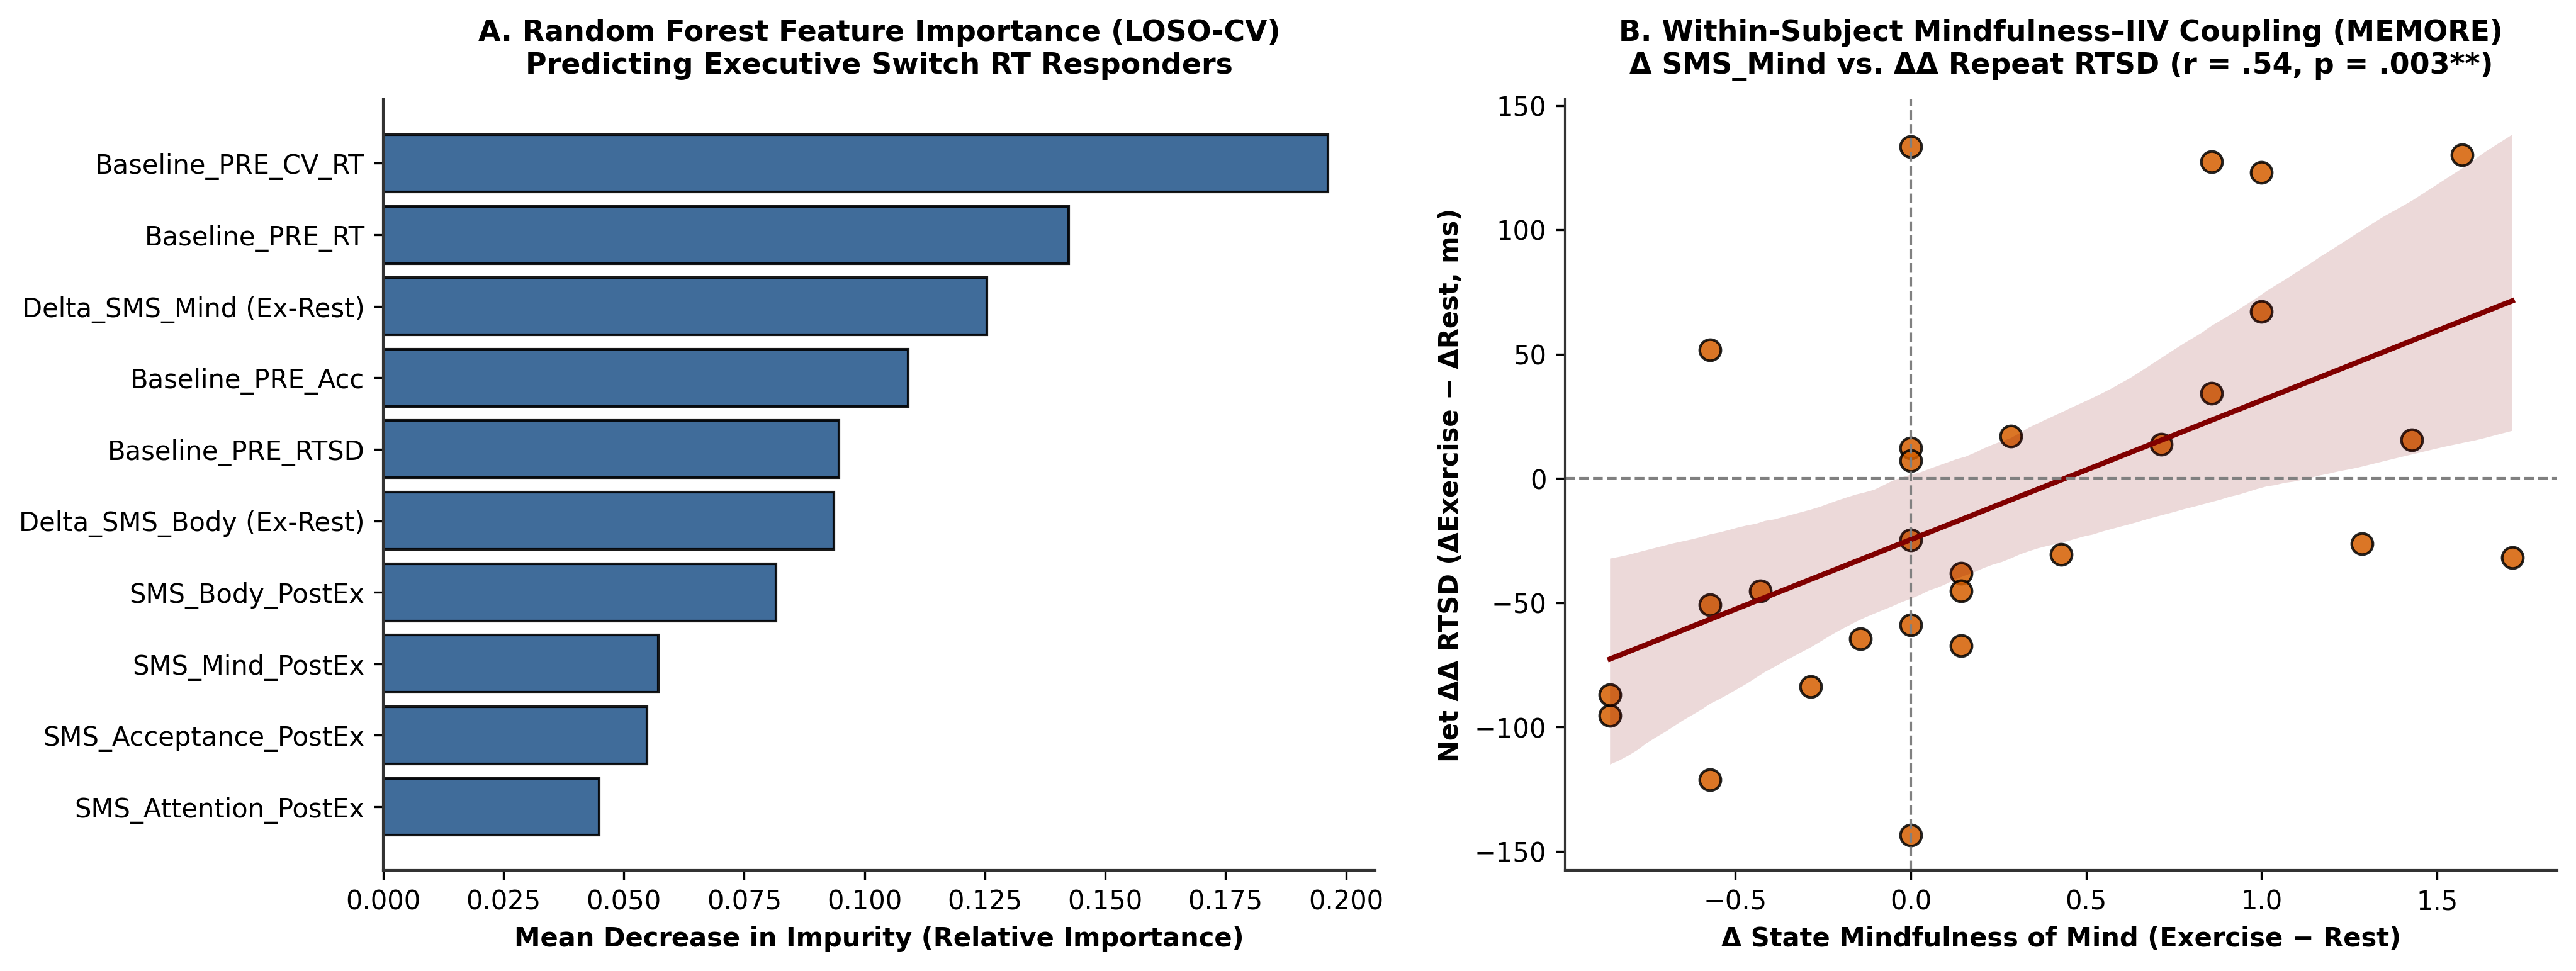 A. Random Forest Feature Importance (LOSO-CV)
Predicting Executive Switch RT Responders
Baseline_PRE_CV_RT
Baseline_PRE_RT
Delta_SMS_Mind (Ex-Rest)
Baseline_PRE_Acc
Baseline_PRE_RTSD
Delta_SMS_Body (Ex-Rest)
SMS_Body_PostEx
SMS_Mind_PostEx
SMS_Acceptance_PostEx
SMS_Attention_PostEx
0.000 0.025 0.050 0.075 0.100 0.125 0.150 0.175 0.200
Mean Decrease in Impurity (Relative Importance)
B. Within-Subject Mindfulness–IIV Coupling (MEMORE)
Δ SMS_Mind vs. ΔΔ Repeat RTSD (r = .54, p = .003**)
Net ΔΔ RTSD (ΔExercise − ΔRest, ms)
150
100
50
0
−50
−100
−150
−0.5 0.0 0.5 1.0 1.5
Δ State Mindfulness of Mind (Exercise − Rest)